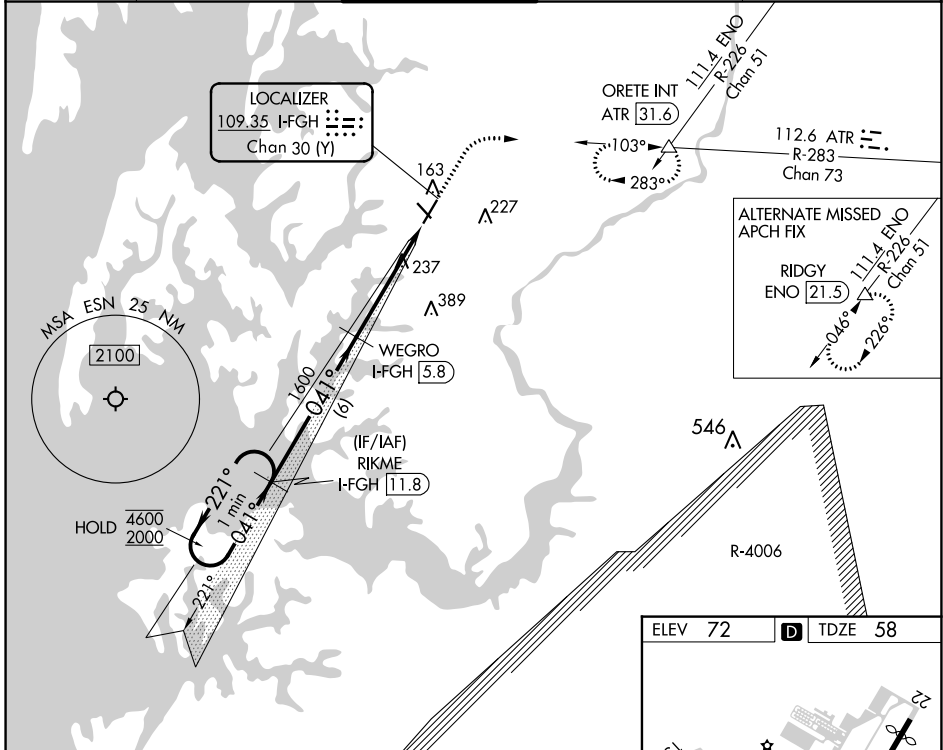 LOCALIZER
109.35 I-FGH
Chan 30 (Y)
163
227
237
389
ORETE INT
ATR 31.6
111.4 ENO
R-226
Chan 51
103°
283°
112.6 ATR
R-283
Chan 73
ALTERNATE MISSED
APCH FIX
RIDGY
ENO 21.5
111.4 ENO
R-226
Chan 51
046°
226°
MSA ESN 25 NM
2100
WEGRO
I-FGH 5.8
1600
041°
(6)
(IF/IAF)
RIKME
I-FGH 11.8
221°
1 min
041°
HOLD 4600
2000
221°
546
R-4006
ELEV 72 D TDZE 58
22